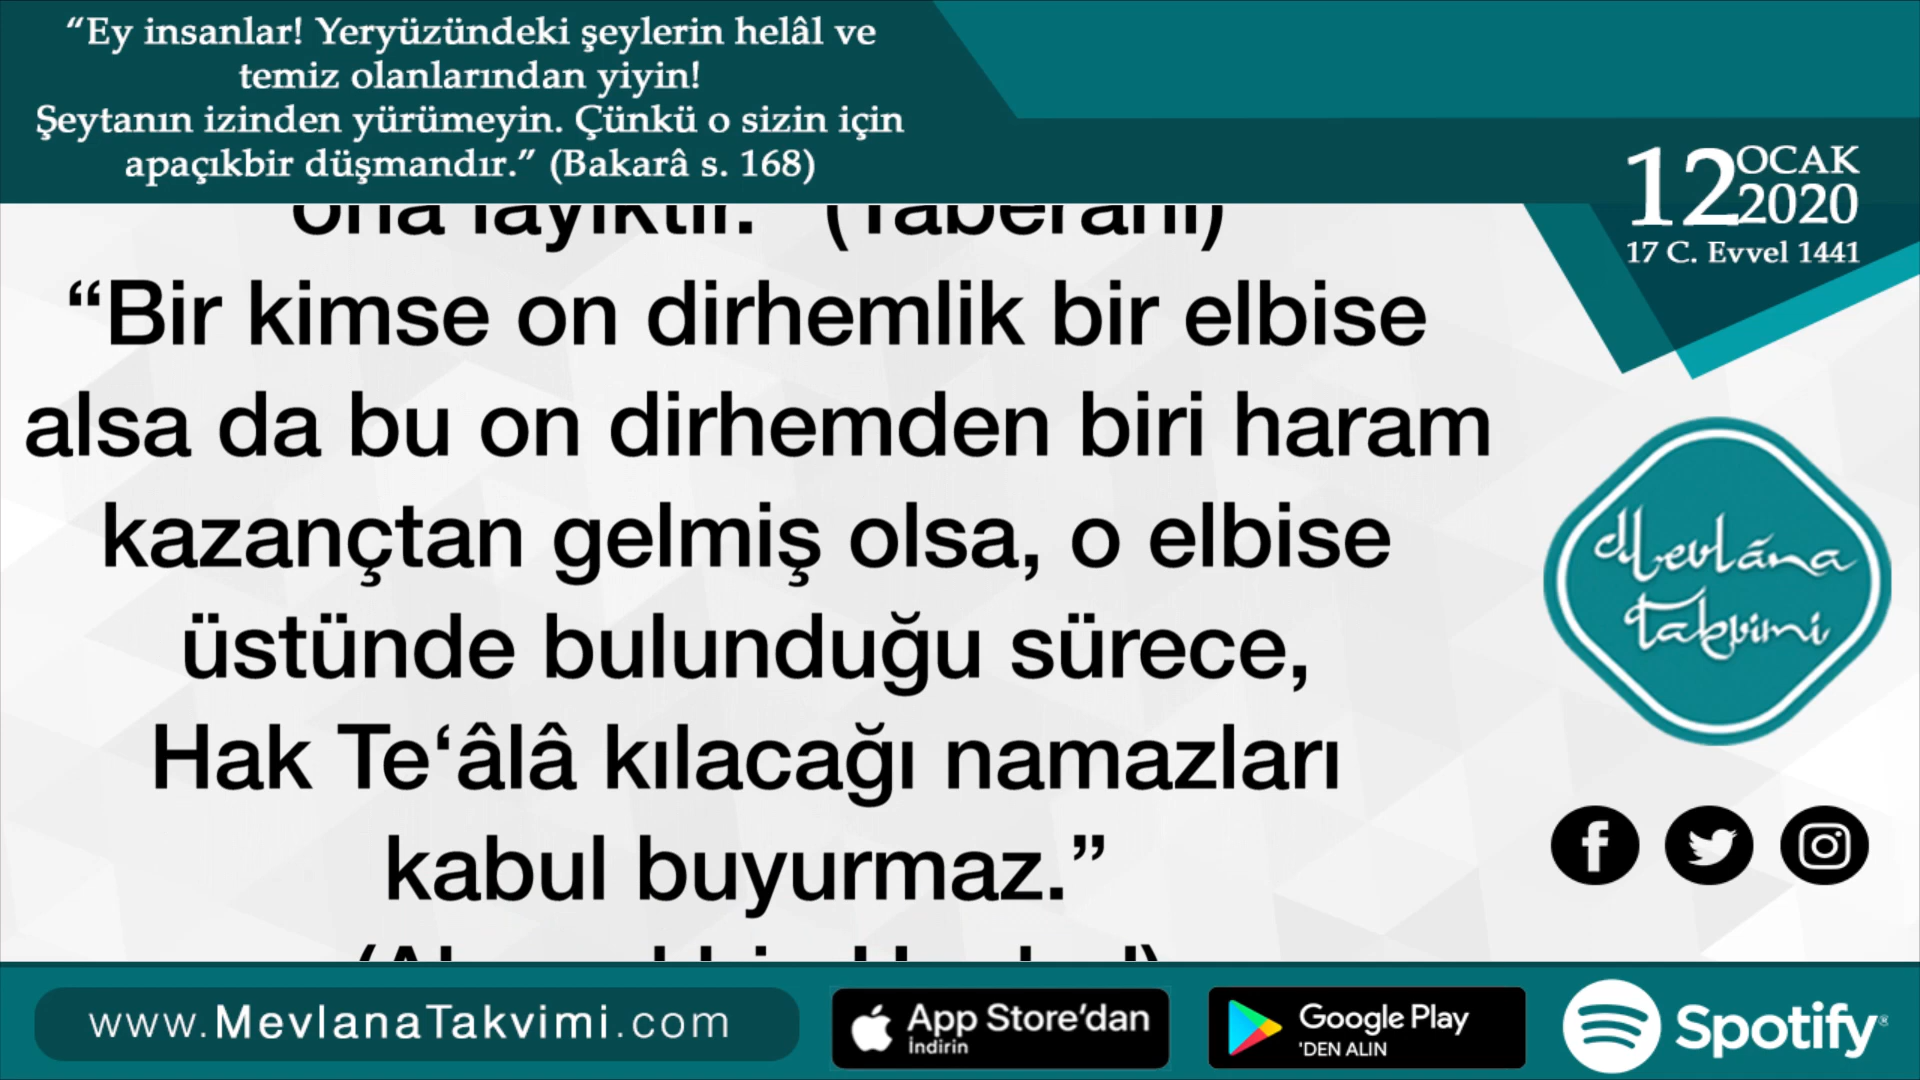 “Ey insanlar! Yeryüzündeki şeylerin helâl ve
temiz olanlarından yiyin!
Şeytanın izinden yürümeyin. Çünkü o sizin için
apaçıkbir düşmandır.” (Bakarâ s. 168)
12 OCAK
2020
17 C. Evvel 1441
ona layıktır.” (Taberani)
“Bir kimse on dirhemlik bir elbise
alsa da bu on dirhemden biri haram
kazançtan gelmiş olsa, o elbise
üstünde bulunduğu sürece,
Hak Te‘âlâ kılacağı namazları
kabul buyurmaz.”
Mevlâna
Takvimi
www.MevlanaTakvimi.com
App Store’dan
İndirin
Google Play
'DEN ALIN
Spotify®